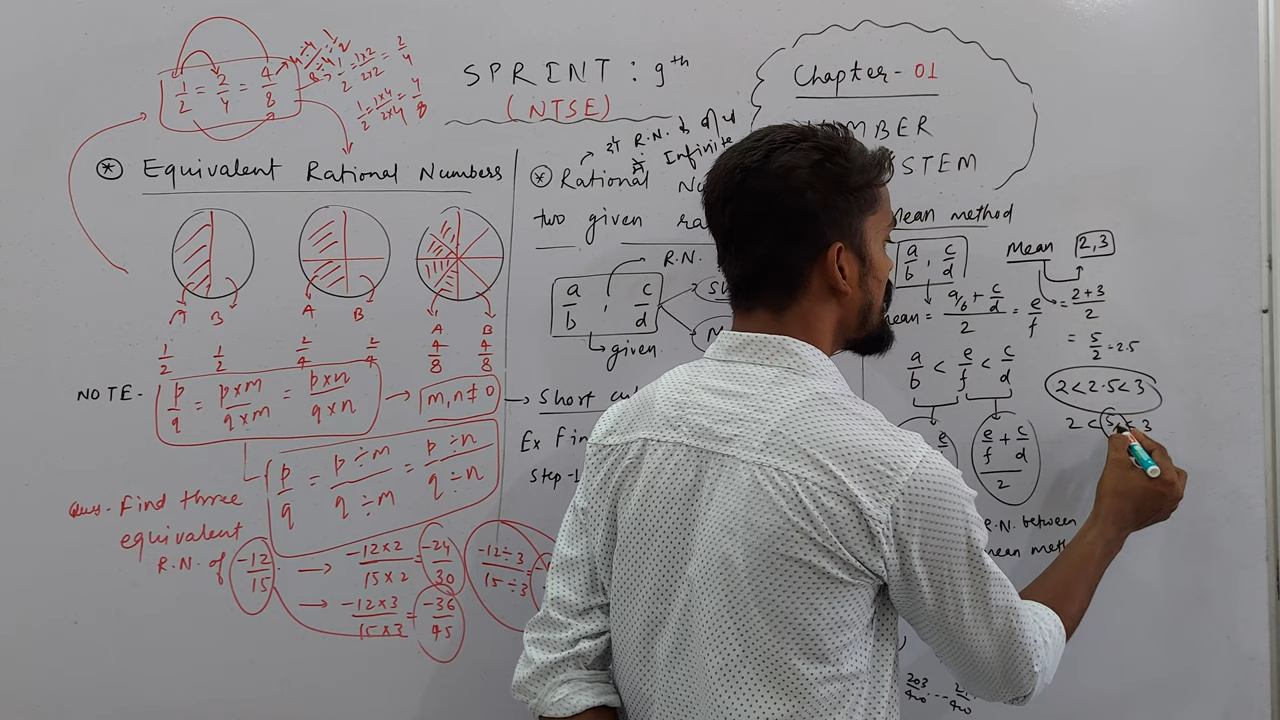 1/2 = 2/4 = 4/8
1/2 = 1×2/2×2 = 2/4
1/2 = 1×4/2×4 = 4/8
SPRINT : 9th
(NTSE)
Chapter - 01
SYSTEM
⊛ Equivalent Rational Numbers
A B
1/2 1/2
A B
2/4 2/4
A B
4/8 4/8
NOTE-
p/q = p×m/q×m = p×n/q×n → m,n ≠ 0
p/q = p÷m/q÷m = p÷n/q÷n
Ques. Find three
equivalent
R.N. of -12/15
→ -12×2/15×2 = -24/30
→ -12×3/15×3 = -36/45
-12÷3/15÷3
R.N.
Infinite
⊛ Rational
two given
a/b , c/d
R.N.
given
→ Short
Ex
Step-1
Mean method
a/b , c/d
= a/b + c/d/2 = e/f
a/b < e/f < c/d
e/f + c/d/2
R.N. between
mean
Mean 2,3
= 2+3/2
= 5/2 = 2.5
2 < 2.5 < 3
2 < < 3
203/